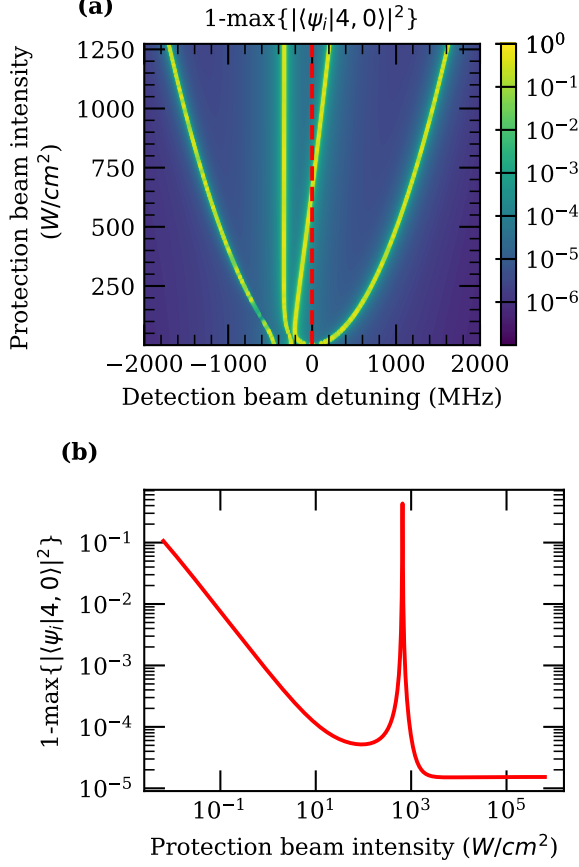 (a)
1-max{|⟨ψᵢ|4, 0⟩|²}
Protection beam intensity
(W/cm²)
1250
1000
750
500
250
−2000 −1000 0 1000 2000
Detection beam detuning (MHz)
10⁰
10⁻¹
10⁻²
10⁻³
10⁻⁴
10⁻⁵
10⁻⁶
(b)
1-max{|⟨ψᵢ|4, 0⟩|²}
10⁻¹
10⁻²
10⁻³
10⁻⁴
10⁻⁵
10⁻¹ 10¹ 10³ 10⁵
Protection beam intensity (W/cm²)